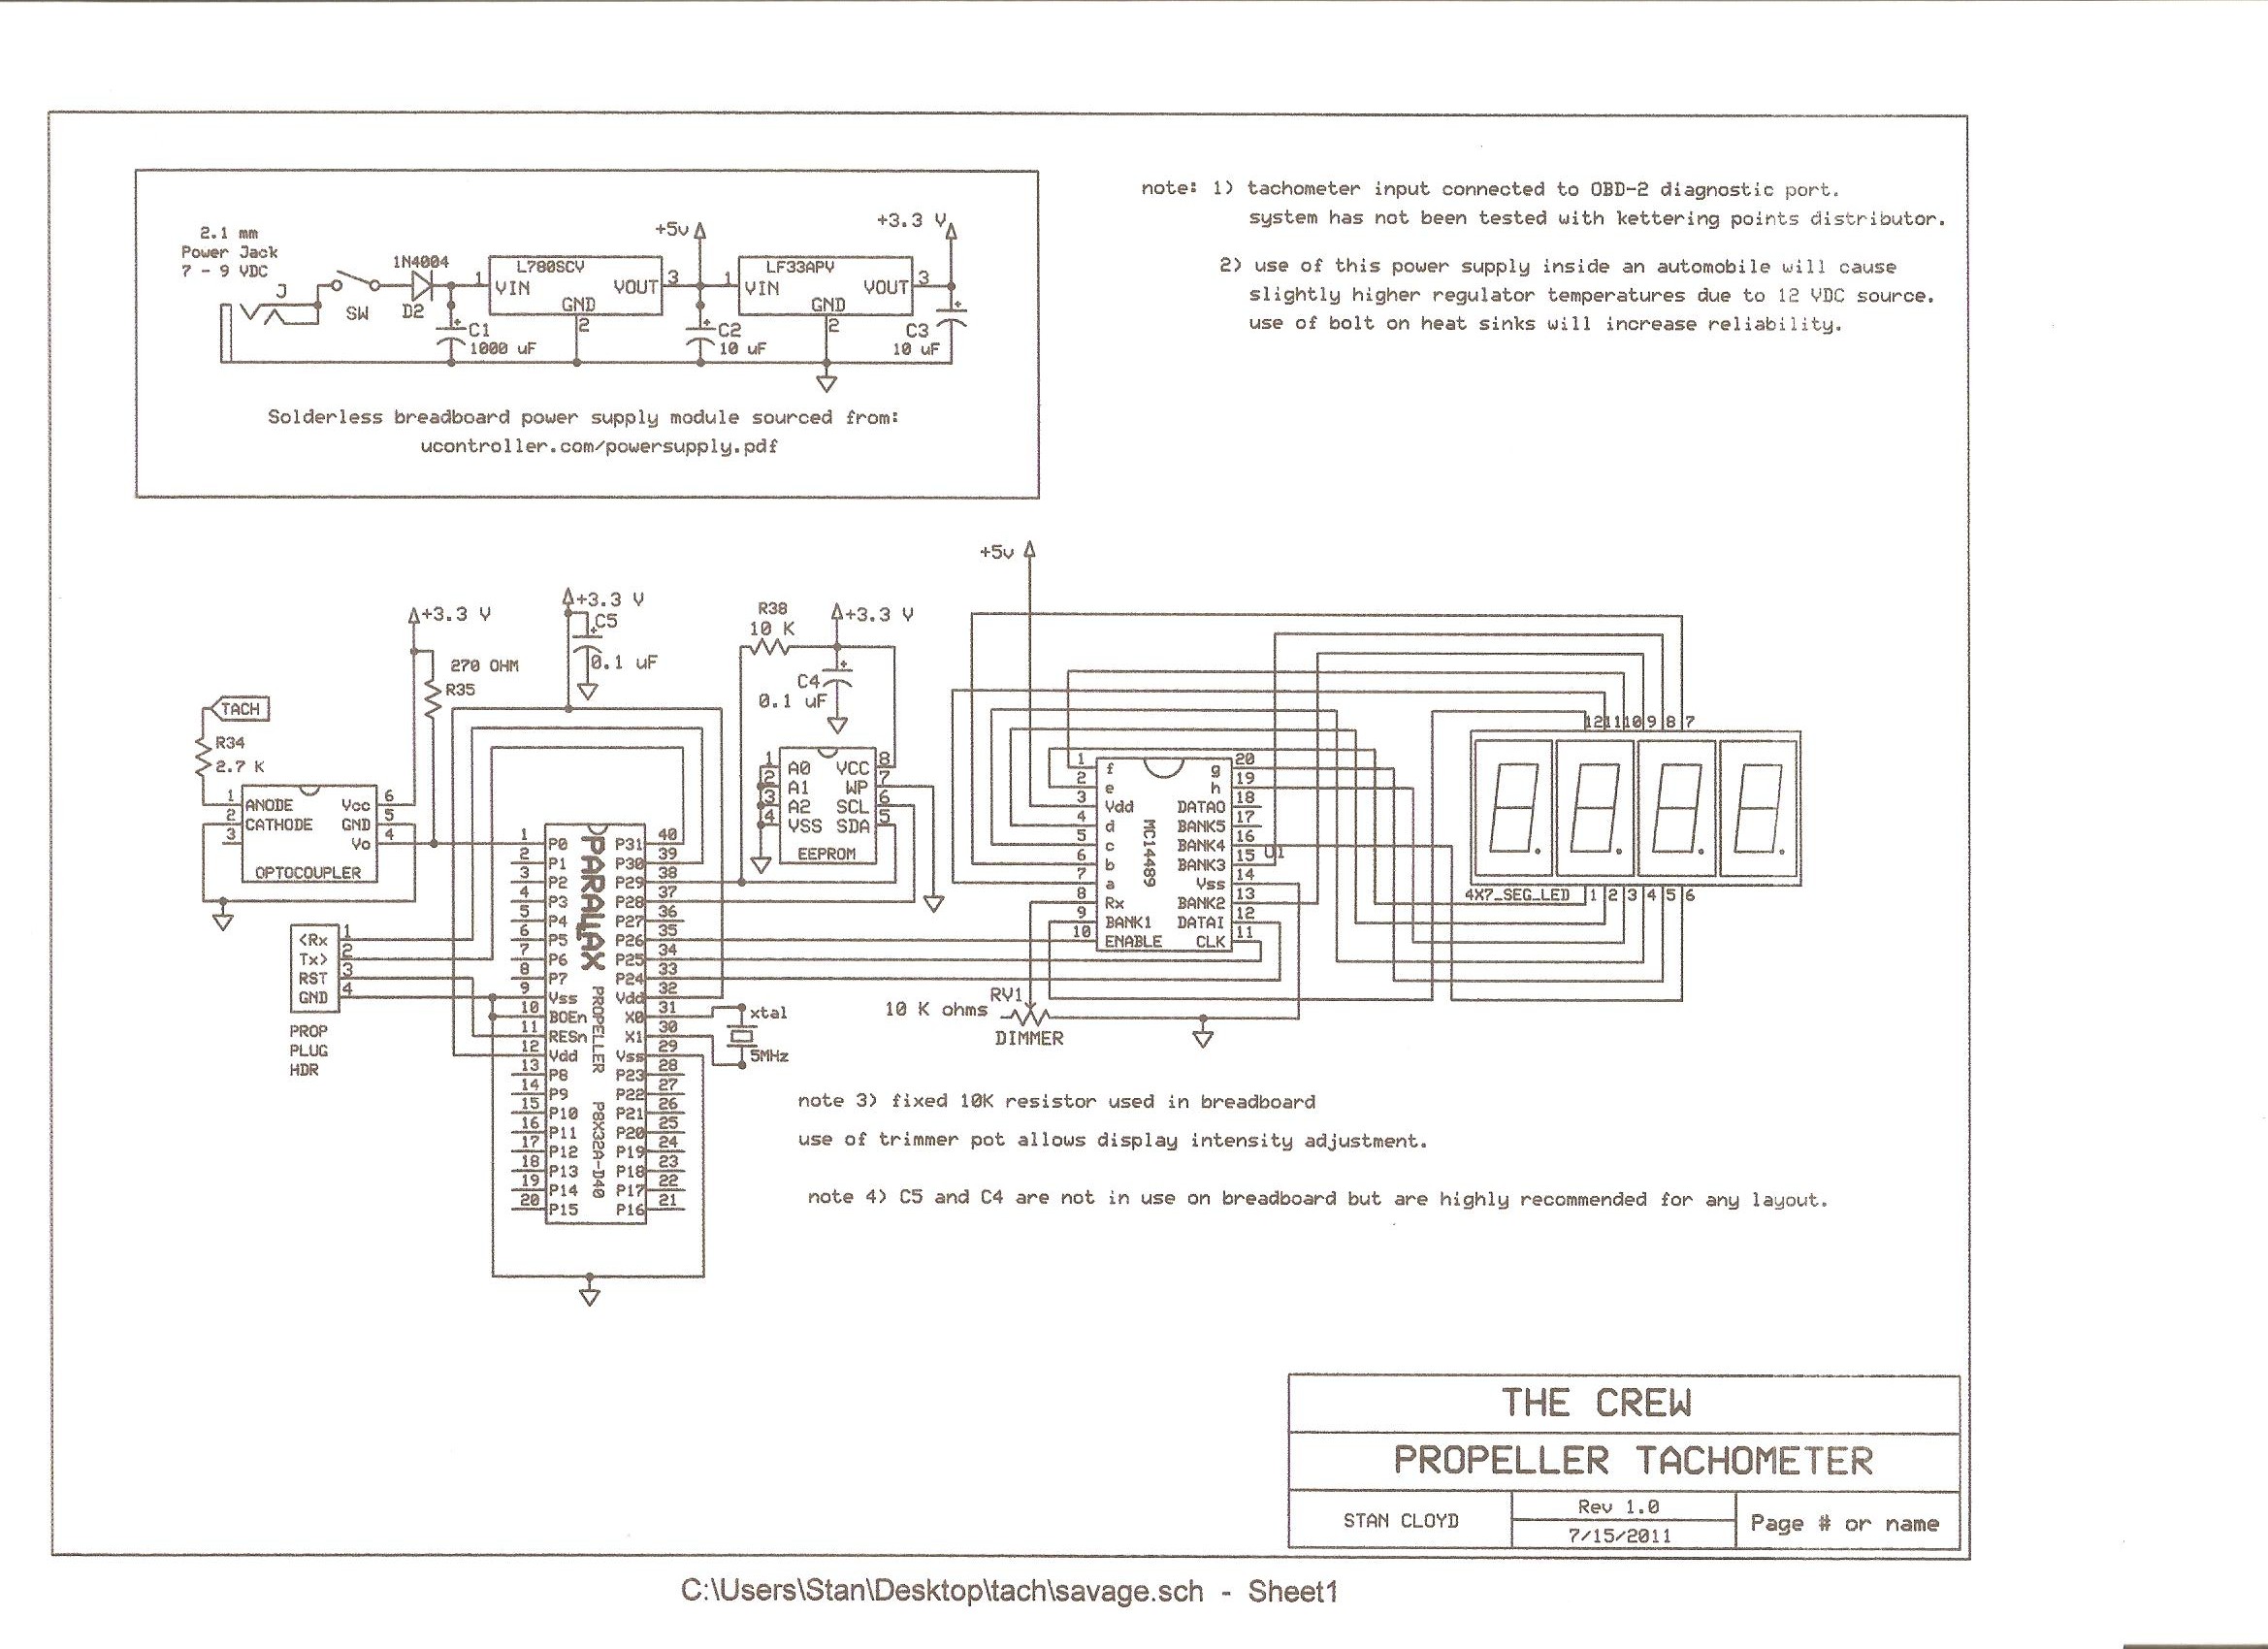 note: 1) tachometer input connected to OBD-2 diagnostic port.
system has not been tested with kettering points distributor.
2) use of this power supply inside an automobile will cause
slightly higher regulator temperatures due to 12 VDC source.
use of bolt on heat sinks will increase reliability.
2.1 mm
Power Jack
7 - 9 VDC
J
SW
1N4004
D2
C1
1000 uF
1
L780SCV
VIN
VOUT
GND
2
3
+5v
C2
10 uF
1
LF33APV
VIN
VOUT
GND
2
3
+3.3 V
C3
10 uF
Solderless breadboard power supply module sourced from:
ucontroller.com/powersupply.pdf
+3.3 V
270 OHM
R35
TACH
R34
2.7 K
1 ANODE Vcc 6
2 CATHODE GND 5
3 Vo 4
OPTOCOUPLER
<Rx 1
Tx> 2
RST 3
GND 4
PROP
PLUG
HDR
+3.3 V
C5
0.1 uF
1 P0 P31 40
2 P1 P30 39
3 P2 P29 38
4 P3 P28 37
5 P4 P27 36
6 P5 P26 35
7 P6 P25 34
8 P7 P24 33
9 Vss Vdd 32
10 BOEn X0 31
11 RESn X1 30
12 Vdd Vss 29
13 P8 P23 28
14 P9 P22 27
15 P10 P21 26
16 P11 P20 25
17 P12 P19 24
18 P13 P18 23
19 P14 P17 22
20 P15 P16 21
PARALLAX
PROPELLER
P8X32A-D40
xtal
5MHz
R38
10 K
+3.3 V
C4
0.1 uF
1 A0 VCC 8
2 A1 WP 7
3 A2 SCL 6
4 VSS SDA 5
EEPROM
+5v
1 f g 20
2 e h 19
3 Vdd DATAO 18
4 d BANK5 17
5 c BANK4 16
6 b BANK3 15
7 a Vss 14
8 Rx BANK2 13
9 BANK1 DATAI 12
10 ENABLE CLK 11
MC14489
U1
RV1
10 K ohms
DIMMER
12 11 10 9 8 7
4X7_SEG_LED 1 2 3 4 5 6
note 3) fixed 10K resistor used in breadboard
use of trimmer pot allows display intensity adjustment.
note 4) C5 and C4 are not in use on breadboard but are highly recommended for any layout.
THE CREW
PROPELLER TACHOMETER
STAN CLOYD
Rev 1.0
7/15/2011
Page # or name
C:\Users\Stan\Desktop\tach\savage.sch - Sheet1